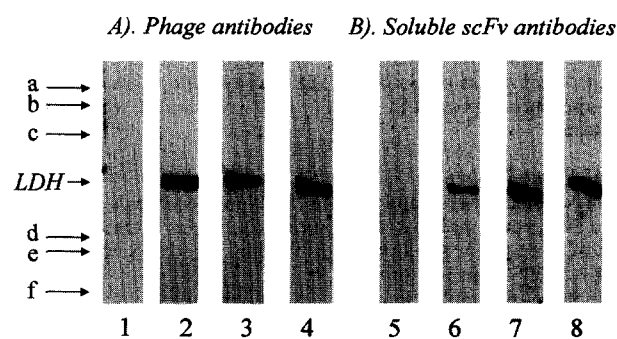 A). Phage antibodies B). Soluble scFv antibodies
a
b
c
LDH
d
e
f
1 2 3 4 5 6 7 8